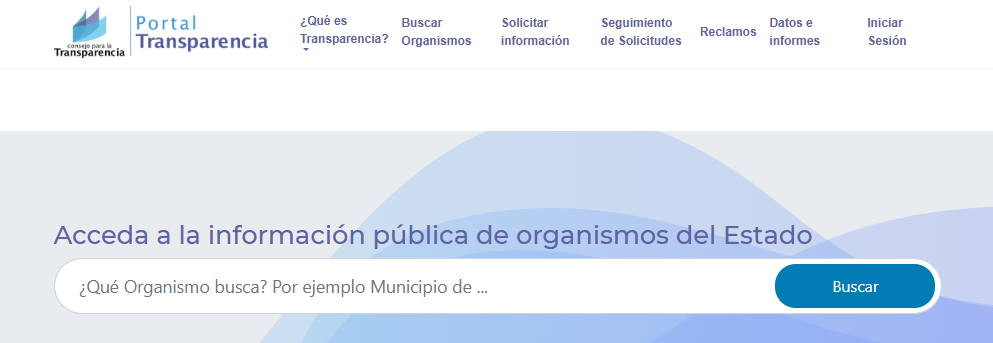 consejo para la
Transparencia
Portal
Transparencia
¿Qué es
Transparencia?
Buscar
Organismos
Solicitar
información
Seguimiento
de Solicitudes
Reclamos
Datos e
informes
Iniciar
Sesión
Acceda a la información pública de organismos del Estado
¿Qué Organismo busca? Por ejemplo Municipio de ...
Buscar